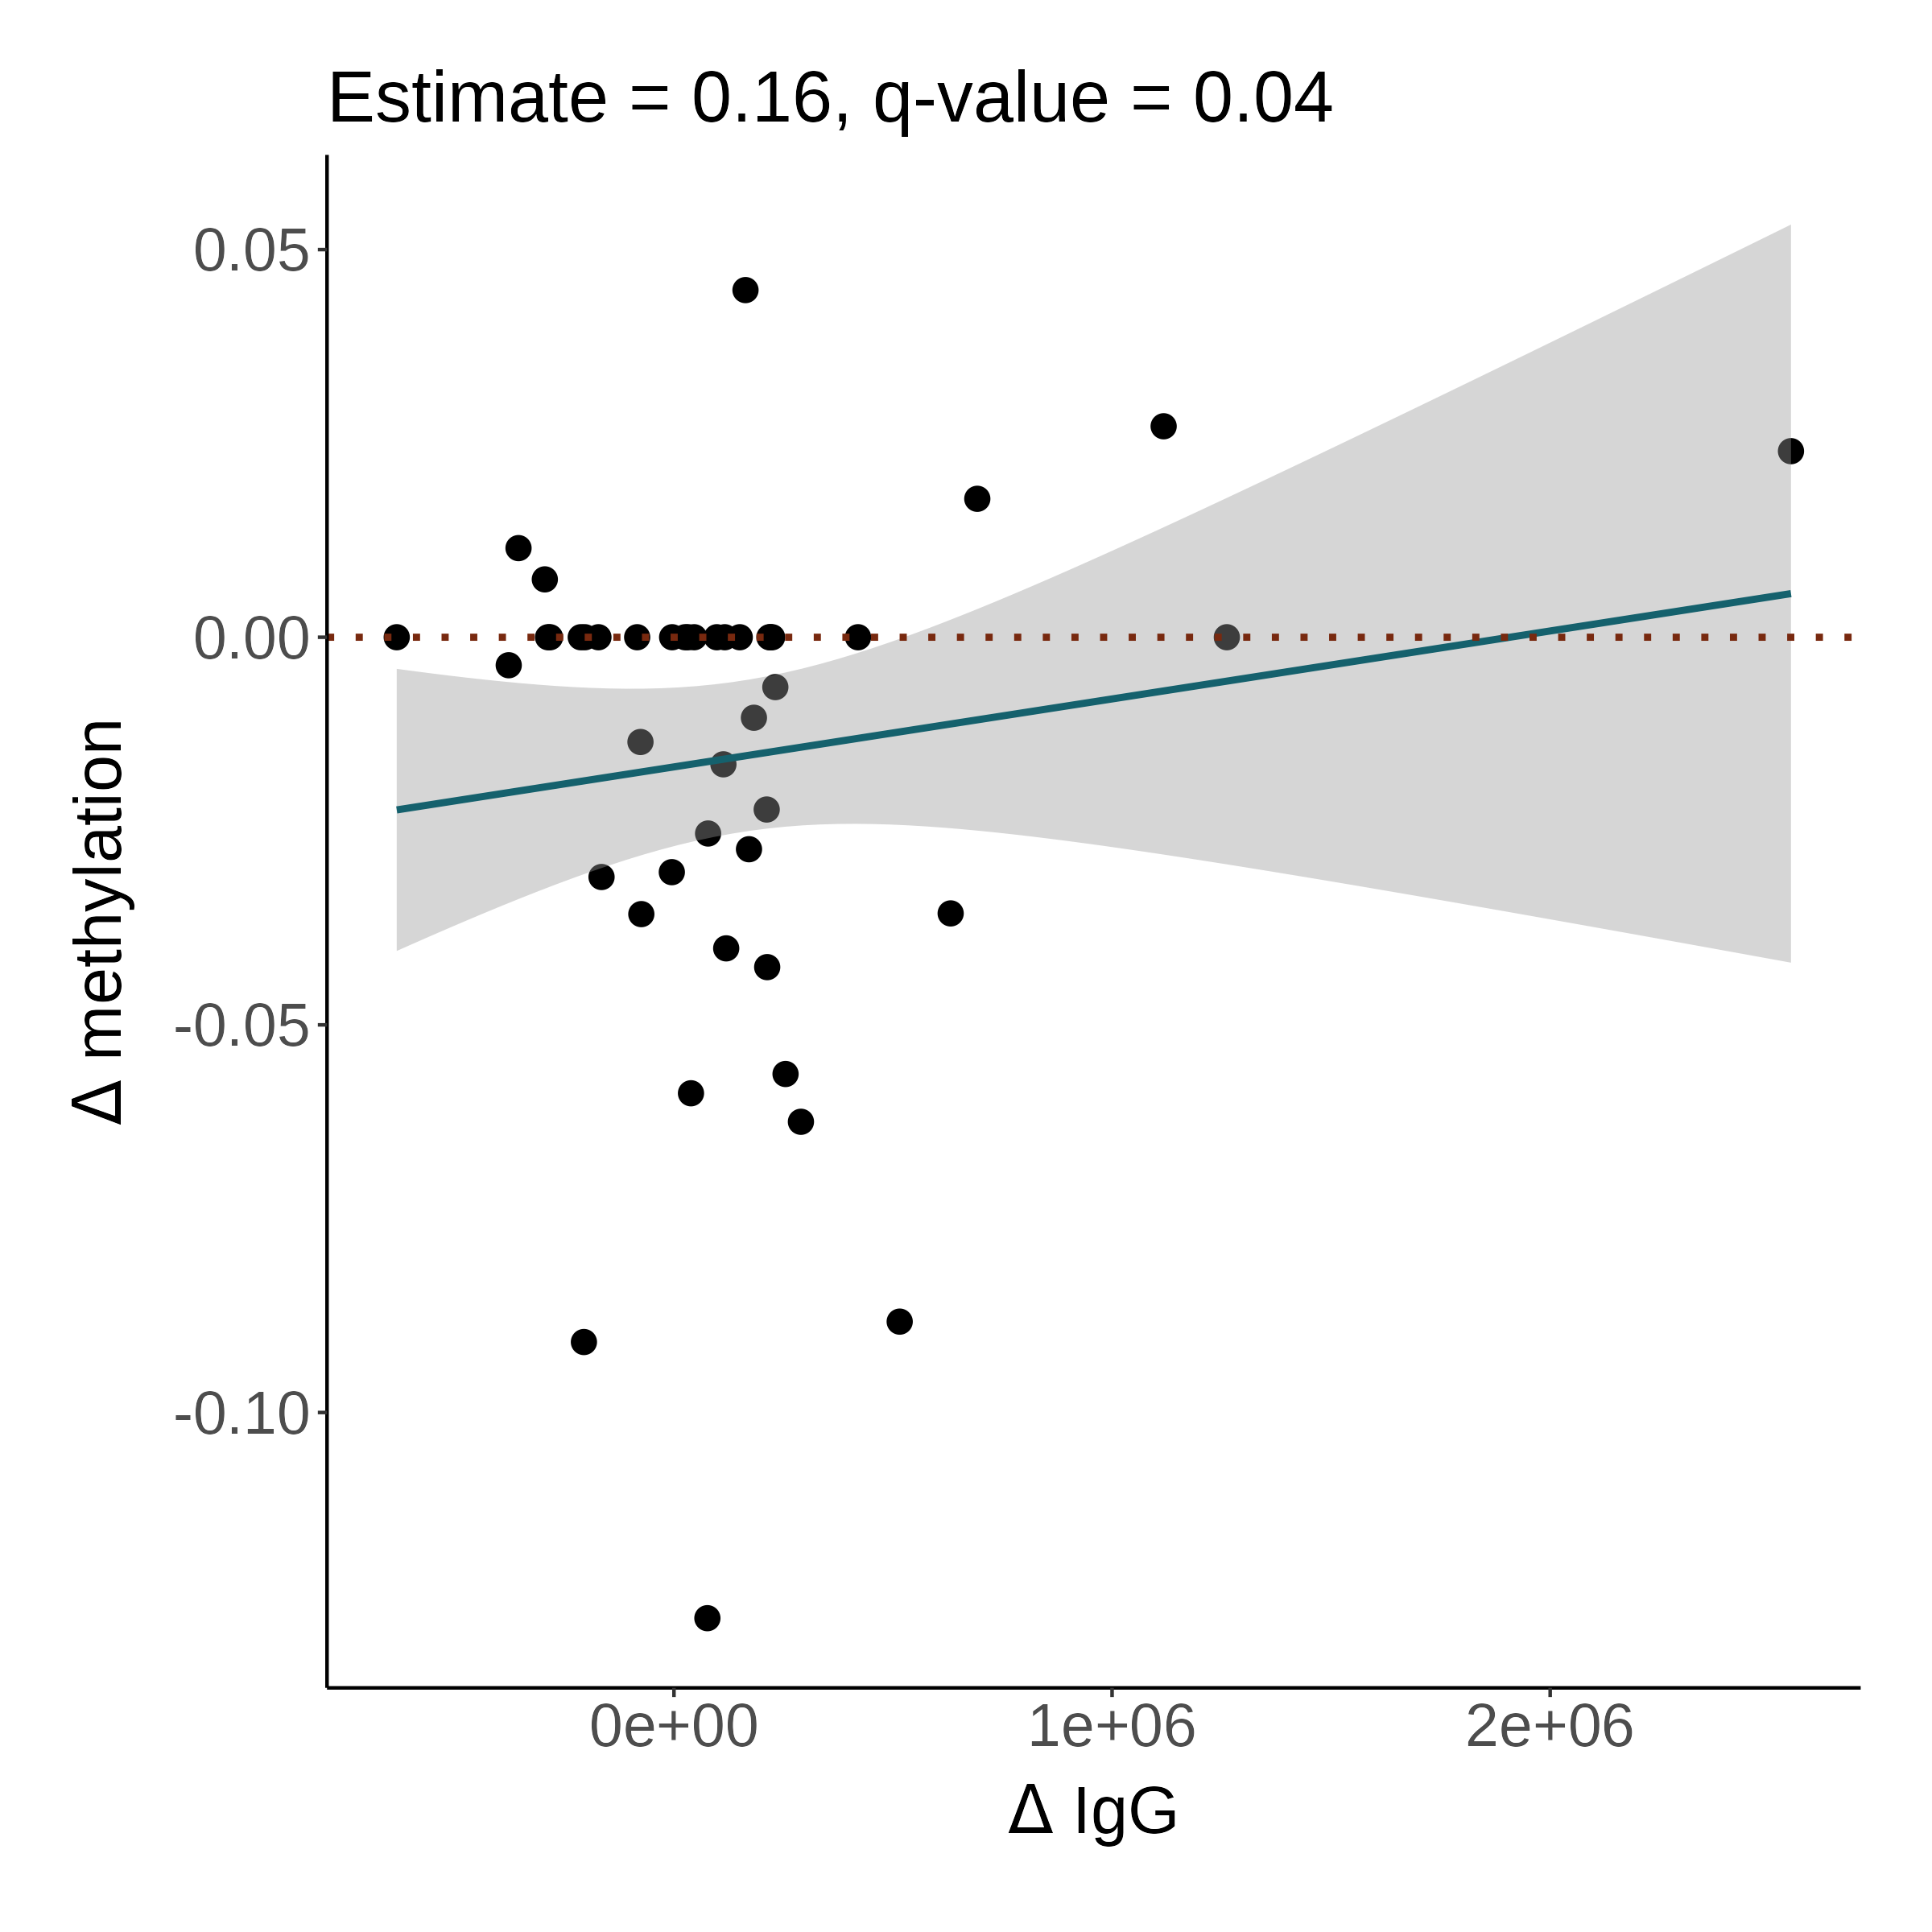 Estimate = 0.16, q-value = 0.04
0.05
0.00
-0.05
-0.10
Δ methylation
0e+00
1e+06
2e+06
Δ IgG